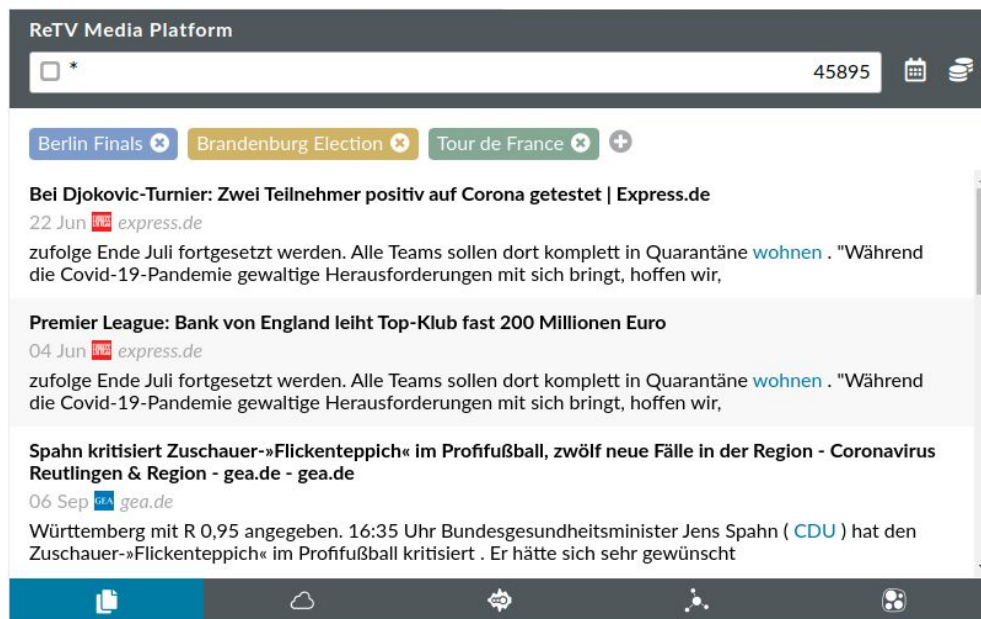 ReTV Media Platform
* 45895
Berlin Finals Brandenburg Election Tour de France
Bei Djokovic-Turnier: Zwei Teilnehmer positiv auf Corona getestet | Express.de
22 Jun EXPRESS express.de
zufolge Ende Juli fortgesetzt werden. Alle Teams sollen dort komplett in Quarantäne wohnen . "Während
die Covid-19-Pandemie gewaltige Herausforderungen mit sich bringt, hoffen wir,
Premier League: Bank von England leiht Top-Klub fast 200 Millionen Euro
04 Jun EXPRESS express.de
zufolge Ende Juli fortgesetzt werden. Alle Teams sollen dort komplett in Quarantäne wohnen . "Während
die Covid-19-Pandemie gewaltige Herausforderungen mit sich bringt, hoffen wir,
Spahn kritisiert Zuschauer-»Flickenteppich« im Profifußball, zwölf neue Fälle in der Region - Coronavirus
Reutlingen & Region - gea.de - gea.de
06 Sep GEA gea.de
Württemberg mit R 0,95 angegeben. 16:35 Uhr Bundesgesundheitsminister Jens Spahn ( CDU ) hat den
Zuschauer-»Flickenteppich« im Profifußball kritisiert . Er hätte sich sehr gewünscht